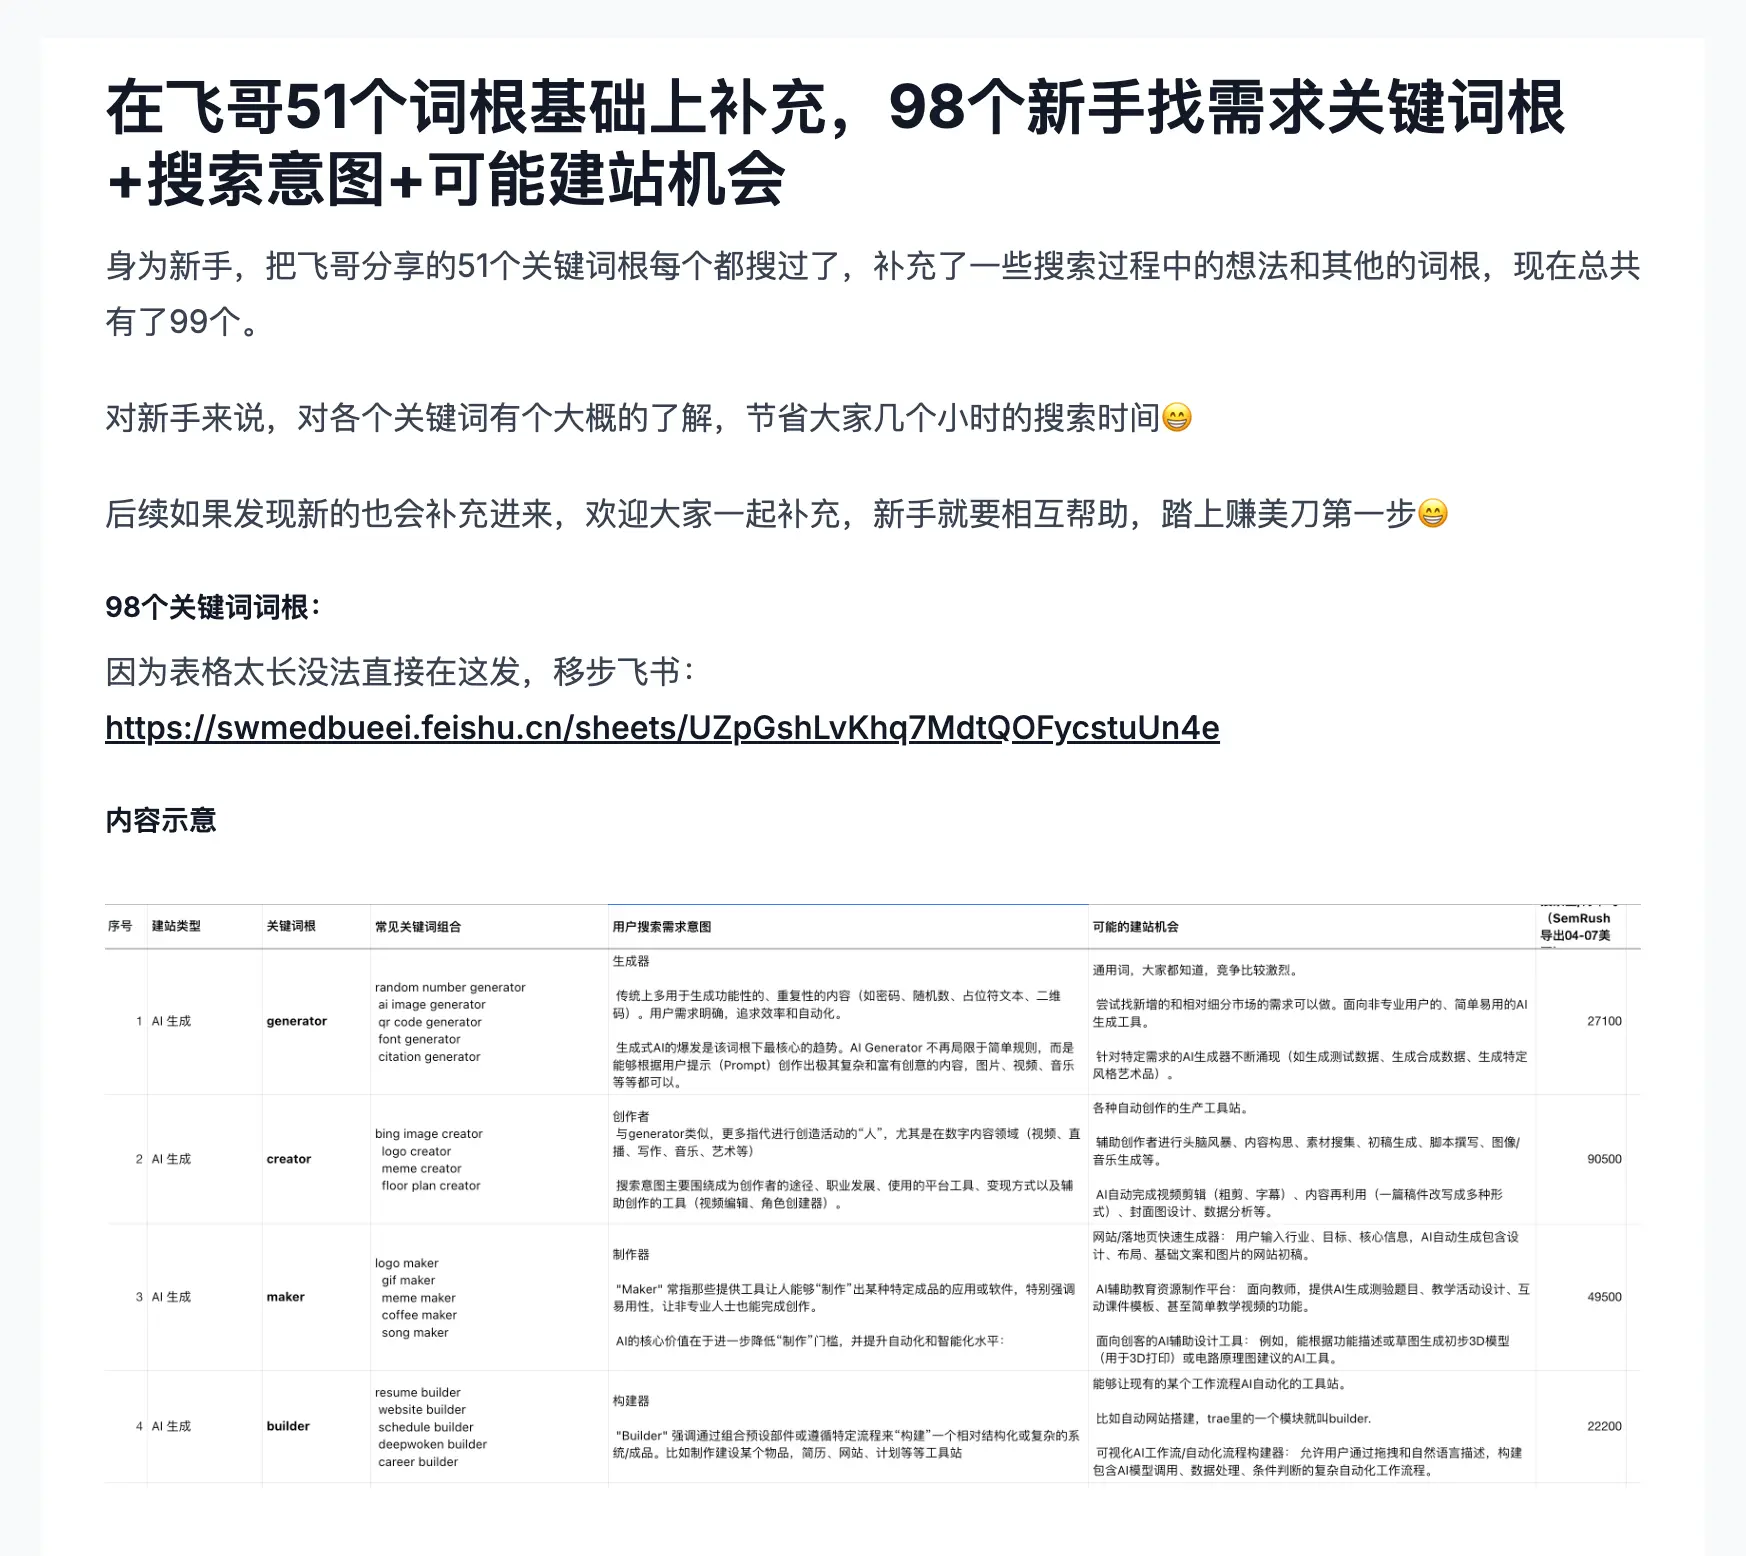 在飞哥51个词根基础上补充，98个新手找需求关键词根
+搜索意图+可能建站机会
身为新手，把飞哥分享的51个关键词根每个都搜过了，补充了一些搜索过程中的想法和其他的词根，现在总共
有了99个。
对新手来说，对各个关键词有个大概的了解，节省大家几个小时的搜索时间😁
后续如果发现新的也会补充进来，欢迎大家一起补充，新手就要相互帮助，踏上赚美刀第一步😁
98个关键词词根：
因为表格太长没法直接在这发，移步飞书：
https://swmedbueei.feishu.cn/sheets/UZpGshLvKhq7MdtQOFycstuUn4e
内容示意
序号 建站类型 关键词根 常见关键词组合 用户搜索需求意图 可能的建站机会
（SemRush
导出04-07美
1 AI 生成 generator
random number generator
ai image generator
qr code generator
font generator
citation generator
生成器
传统上多用于生成功能性的、重复性的内容（如密码、随机数、占位符文本、二维
码）。用户需求明确，追求效率和自动化。
生成式AI的爆发是该词根下最核心的趋势。AI Generator 不再局限于简单规则，而是
能够根据用户提示（Prompt）创作出极其复杂和富有创意的内容，图片、视频、音乐
等等都可以。
通用词，大家都知道，竞争比较激烈。
尝试找新增的和相对细分市场的需求可以做。面向非专业用户的、简单易用的AI
生成工具。
针对特定需求的AI生成器不断涌现（如生成测试数据、生成合成数据、生成特定
风格艺术品）。
27100
2 AI 生成 creator
bing image creator
logo creator
meme creator
floor plan creator
创作者
与generator类似，更多指代进行创造活动的“人”，尤其是在数字内容领域（视频、直
播、写作、音乐、艺术等）
搜索意图主要围绕成为创作者的途径、职业发展、使用的平台工具、变现方式以及辅
助创作的工具（视频编辑、角色创建器）。
各种自动创作的生产工具站。
辅助创作者进行头脑风暴、内容构思、素材搜集、初稿生成、脚本撰写、图像/
音乐生成等。
AI自动完成视频剪辑（粗剪、字幕）、内容再利用（一篇稿件改写成多种形
式）、封面图设计、数据分析等。
90500
3 AI 生成 maker
logo maker
gif maker
meme maker
coffee maker
song maker
制作器
"Maker" 常指那些提供工具让人能够“制作”出某种特定成品的应用或软件，特别强调
易用性，让非专业人士也能完成创作。
AI的核心价值在于进一步降低“制作”门槛，并提升自动化和智能化水平：
网站/落地页快速生成器： 用户输入行业、目标、核心信息，AI自动生成包含设
计、布局、基础文案和图片的网站初稿。
AI辅助教育资源制作平台： 面向教师，提供AI生成测验题目、教学活动设计、互
动课件模板、甚至简单教学视频的功能。
面向创客的AI辅助设计工具： 例如，能根据功能描述或草图生成初步3D模型
（用于3D打印）或电路原理图建议的AI工具。
49500
4 AI 生成 builder
resume builder
website builder
schedule builder
deepwoken builder
career builder
构建器
"Builder" 强调通过组合预设部件或遵循特定流程来“构建”一个相对结构化或复杂的系
统/成品。比如制作建设某个物品，简历、网站、计划等等工具站
能够让现有的某个工作流程AI自动化的工具站。
比如自动网站搭建，trae里的一个模块就叫builder.
可视化AI工作流/自动化流程构建器： 允许用户通过拖拽和自然语言描述，构建
包含AI模型调用、数据处理、条件判断的复杂自动化工作流程。
22200